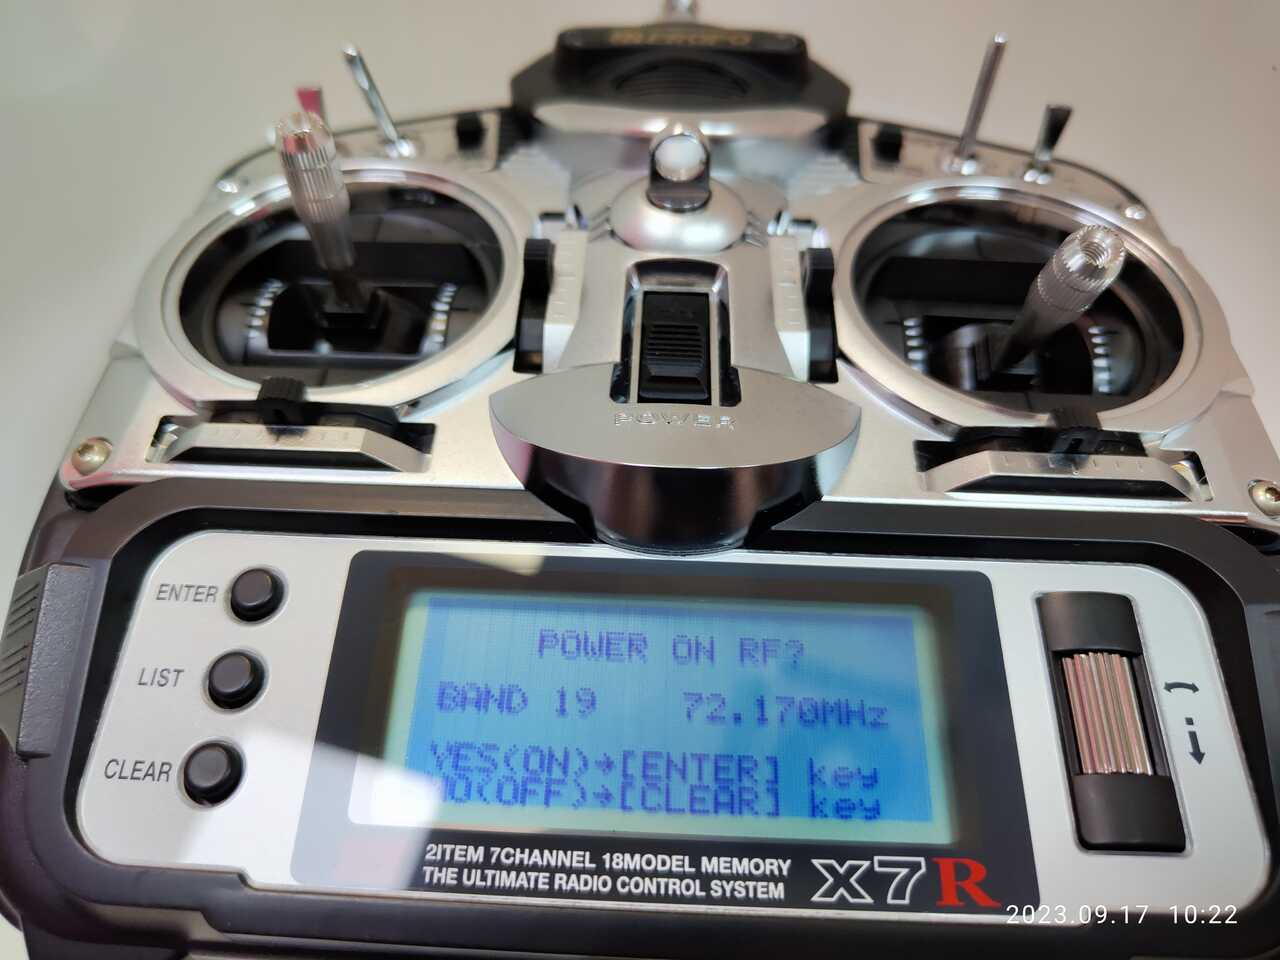 POWER
ENTER
LIST
CLEAR
POWER ON RF?
BAND 19 72.170MHz
YES(ON)→[ENTER] key
NO(OFF)→[CLEAR] key
2ITEM 7CHANNEL 18MODEL MEMORY
THE ULTIMATE RADIO CONTROL SYSTEM
X7R
2023.09.17 10:22